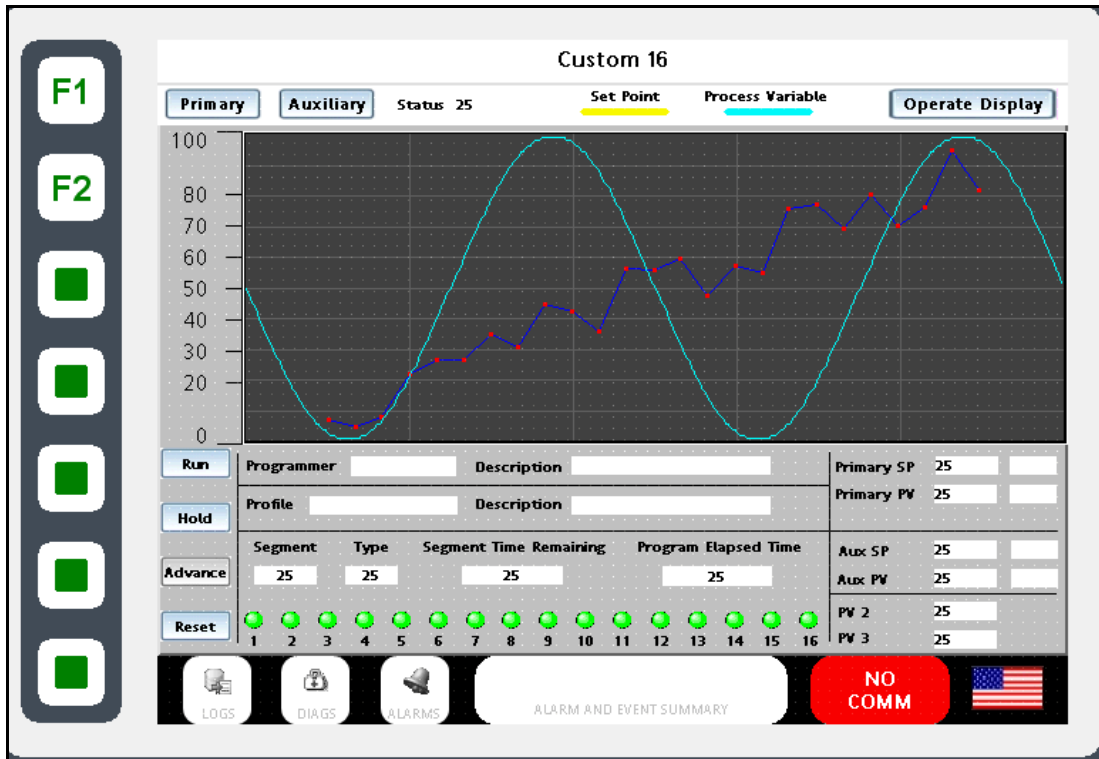 Custom 16
F1
Primary Auxiliary Status 25 Set Point Process Variable Operate Display
100
F2
80
70
60
50
40
30
20
0
Run Programmer Description Primary SP 25
Profile Description Primary PV 25
Hold
Segment Type Segment Time Remaining Program Elapsed Time Aux SP 25
Advance 25 25 25 25 Aux PV 25
PV 2 25
Reset
1 2 3 4 5 6 7 8 9 10 11 12 13 14 15 16 PV 3 25
NO
COMM
LOGS DIAGS ALARMS ALARM AND EVENT SUMMARY